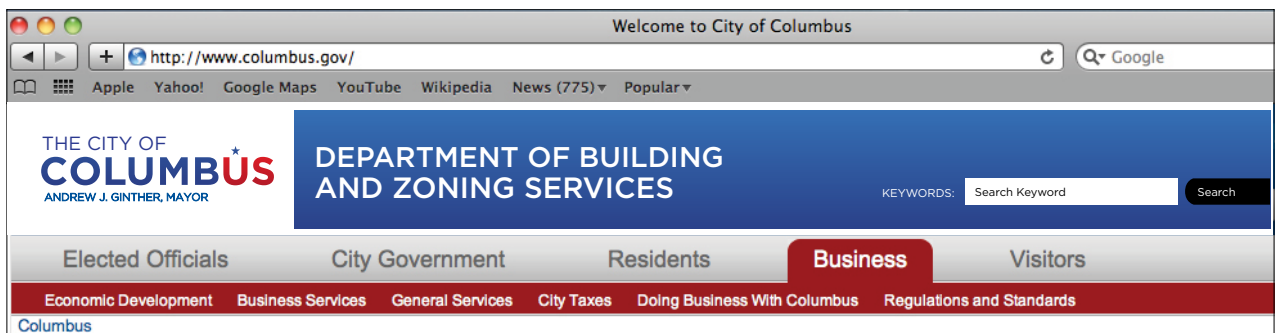 Welcome to City of Columbus
http://www.columbus.gov/
Google
Apple Yahoo! Google Maps YouTube Wikipedia News (775) Popular
THE CITY OF
COLUMBUS
ANDREW J. GINTHER, MAYOR
DEPARTMENT OF BUILDING
AND ZONING SERVICES
KEYWORDS: Search Keyword Search
Elected Officials City Government Residents Business Visitors
Economic Development Business Services General Services City Taxes Doing Business With Columbus Regulations and Standards
Columbus